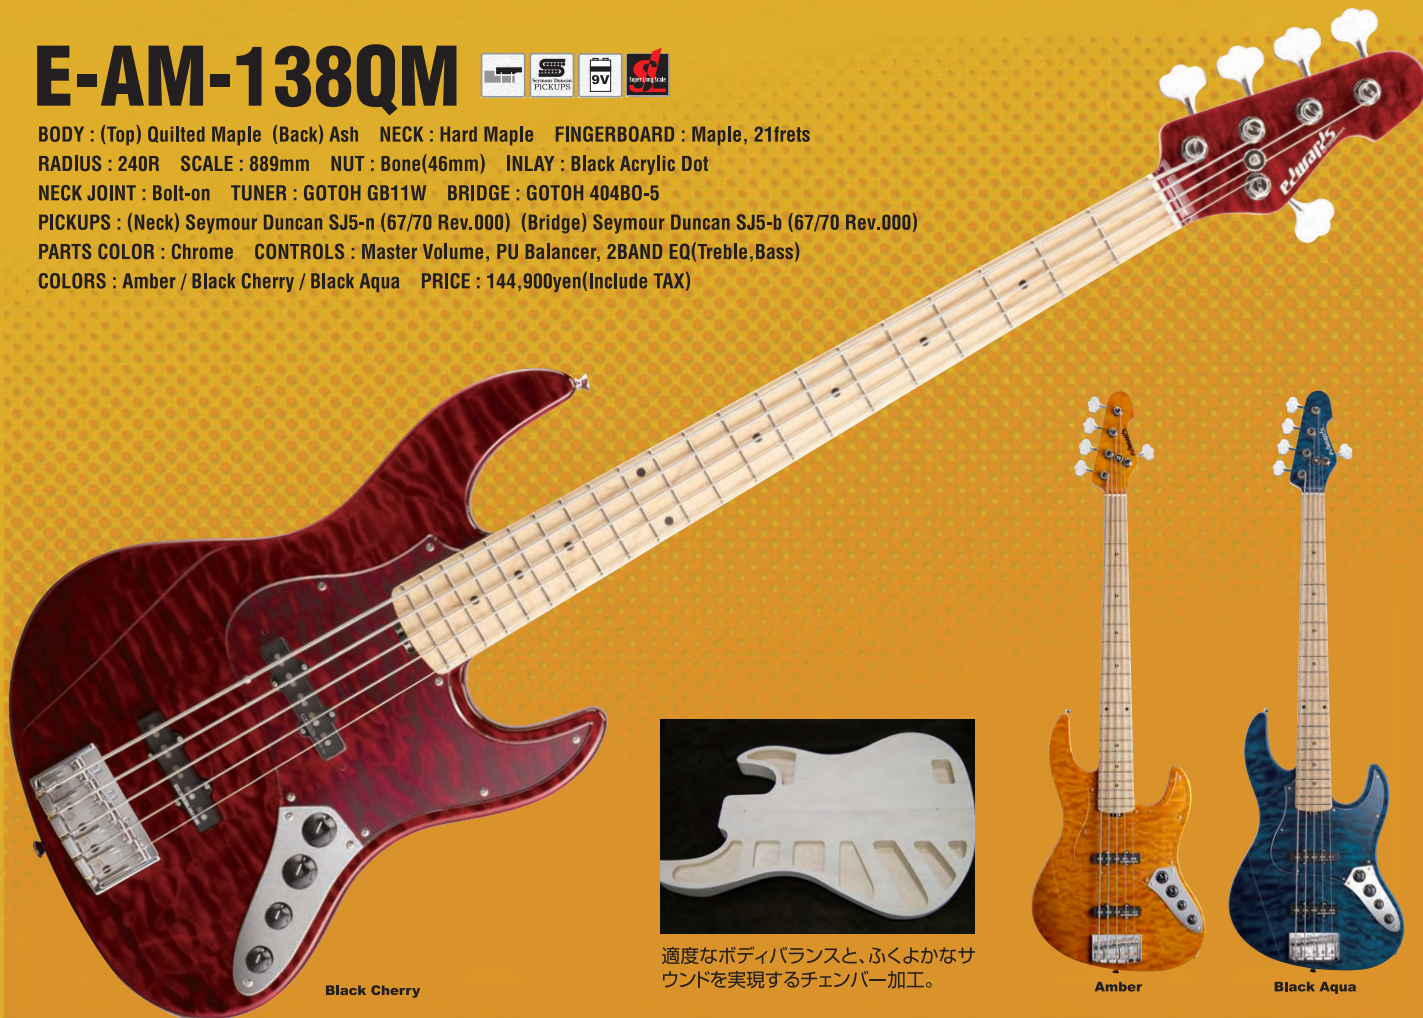 E-AM-138QM
Seymour Duncan
PICKUPS
9V
Super Long Scale
BODY : (Top) Quilted Maple (Back) Ash NECK : Hard Maple FINGERBOARD : Maple, 21frets
RADIUS : 240R SCALE : 889mm NUT : Bone(46mm) INLAY : Black Acrylic Dot
NECK JOINT : Bolt-on TUNER : GOTOH GB11W BRIDGE : GOTOH 404BO-5
PICKUPS : (Neck) Seymour Duncan SJ5-n (67/70 Rev.000) (Bridge) Seymour Duncan SJ5-b (67/70 Rev.000)
PARTS COLOR : Chrome CONTROLS : Master Volume, PU Balancer, 2BAND EQ(Treble,Bass)
COLORS : Amber / Black Cherry / Black Aqua PRICE : 144,900yen(Include TAX)
Edwards
適度なボディバランスと、ふくよかなサ
ウンドを実現するチェンバー加工。
Black Cherry
Amber
Black Aqua